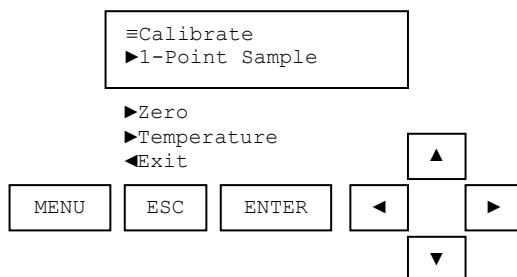 ≡Calibrate
►1-Point Sample
►Zero
►Temperature
◄Exit
▲
MENU ESC ENTER ◄ ►
▼